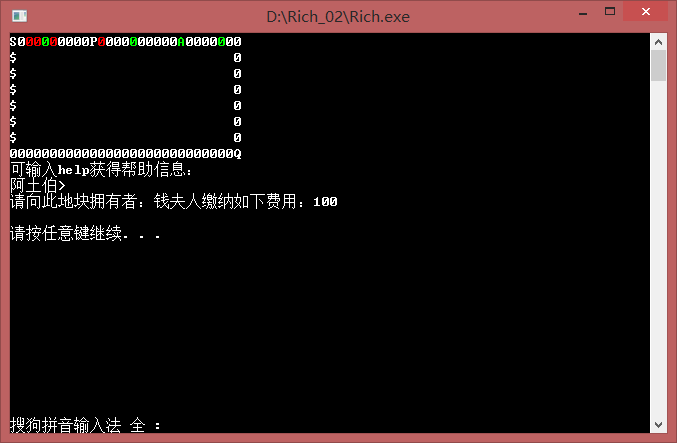 D:\Rich_02\Rich.exe
S000000000P0000000000A0000000
$                           0
$                           0
$                           0
$                           0
$                           0
$                           0
0000000000000000000000000000Q
可输入help获得帮助信息：
阿土伯>
请向此地块拥有者：钱夫人缴纳如下费用：100
请按任意键继续. . .
搜狗拼音输入法 全 ：